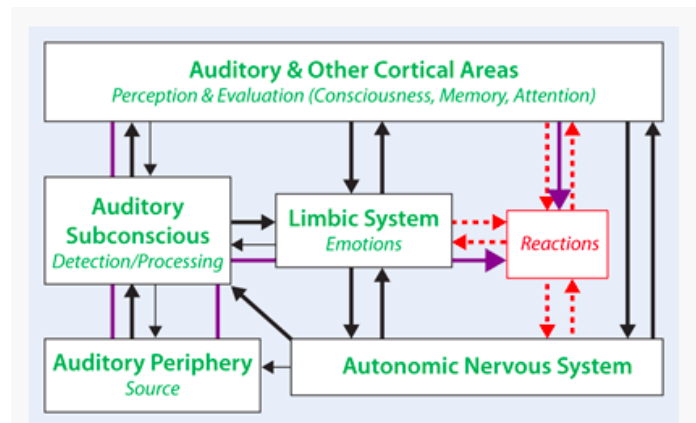 Auditory & Other Cortical Areas
Perception & Evaluation (Consciousness, Memory, Attention)
Auditory
Subconscious
Detection/Processing
Limbic System
Emotions
Reactions
Auditory Periphery
Source
Autonomic Nervous System